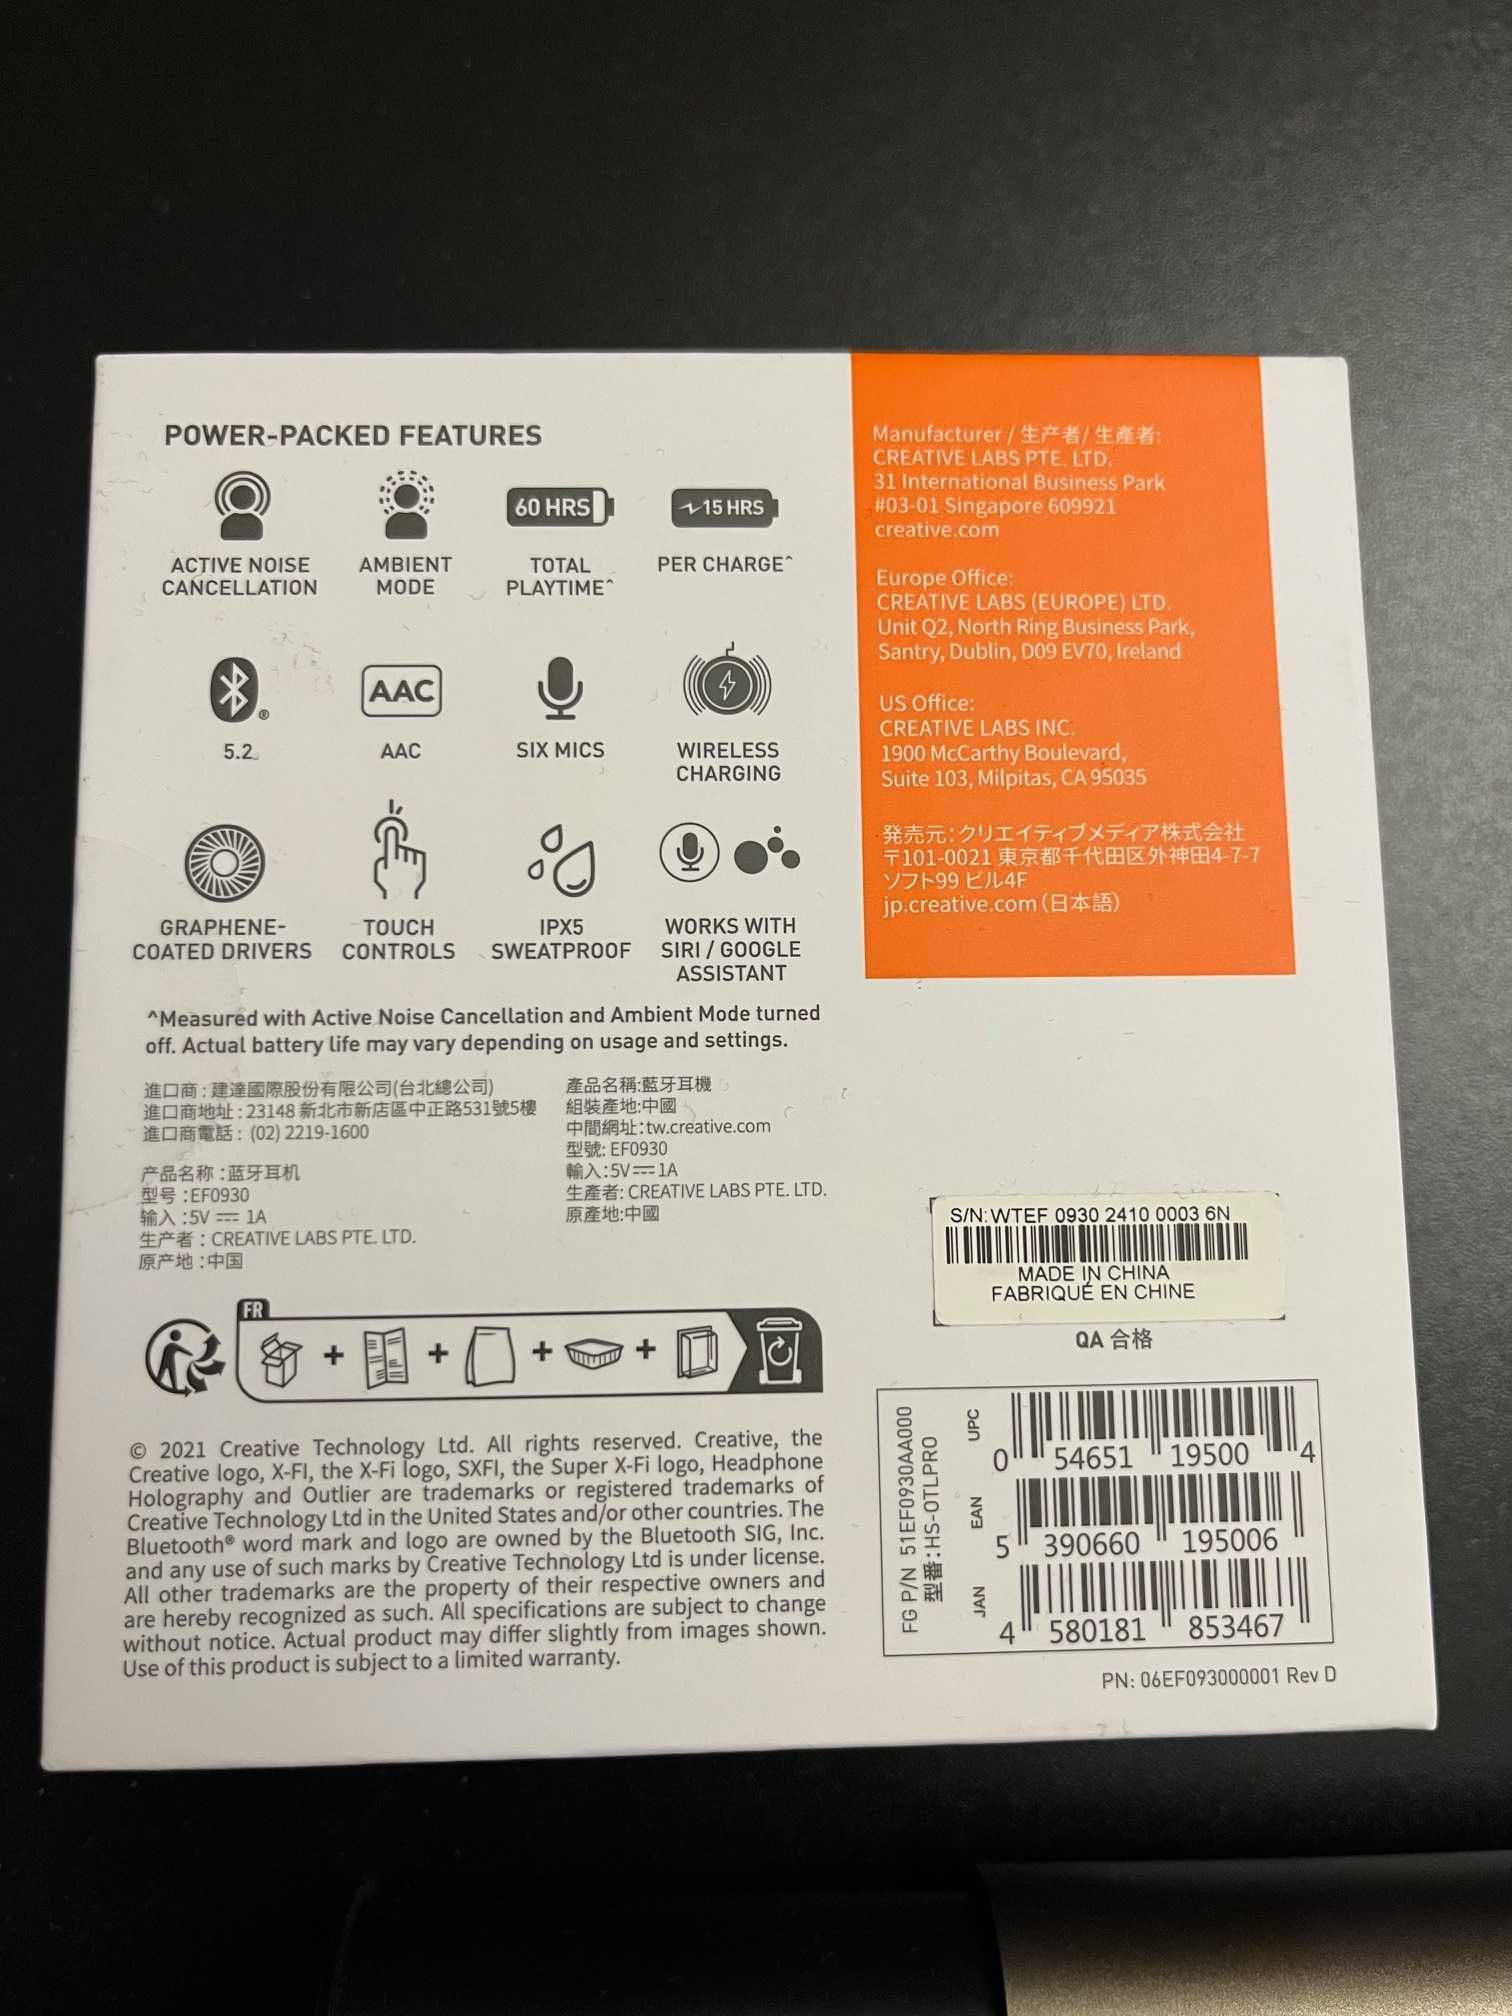 POWER-PACKED FEATURES
60 HRS
15 HRS
ACTIVE NOISE
CANCELLATION
AMBIENT
MODE
TOTAL
PLAYTIME^
PER CHARGE^
®
AAC
5.2
AAC
SIX MICS
WIRELESS
CHARGING
GRAPHENE-
COATED DRIVERS
TOUCH
CONTROLS
IPX5
SWEATPROOF
WORKS WITH
SIRI / GOOGLE
ASSISTANT
^Measured with Active Noise Cancellation and Ambient Mode turned
off. Actual battery life may vary depending on usage and settings.
進口商 : 建達國際股份有限公司(台北總公司)
進口商地址 : 23148 新北市新店區中正路531號5樓
進口商電話 : (02) 2219-1600
产品名称 : 蓝牙耳机
型号 : EF0930
输入 : 5V ⎓ 1A
生产者 : CREATIVE LABS PTE. LTD.
原产地 : 中国
產品名稱:藍牙耳機
組裝產地:中國
中間網址:tw.creative.com
型號: EF0930
輸入:5V⎓1A
生產者: CREATIVE LABS PTE. LTD.
原產地:中國
FR
© 2021 Creative Technology Ltd. All rights reserved. Creative, the
Creative logo, X-FI, the X-Fi logo, SXFI, the Super X-Fi logo, Headphone
Holography and Outlier are trademarks or registered trademarks of
Creative Technology Ltd in the United States and/or other countries. The
Bluetooth® word mark and logo are owned by the Bluetooth SIG, Inc.
and any use of such marks by Creative Technology Ltd is under license.
All other trademarks are the property of their respective owners and
are hereby recognized as such. All specifications are subject to change
without notice. Actual product may differ slightly from images shown.
Use of this product is subject to a limited warranty.
Manufacturer / 生产者/ 生產者:
CREATIVE LABS PTE. LTD.
31 International Business Park
#03-01 Singapore 609921
creative.com
Europe Office:
CREATIVE LABS (EUROPE) LTD.
Unit Q2, North Ring Business Park,
Santry, Dublin, D09 EV70, Ireland
US Office:
CREATIVE LABS INC.
1900 McCarthy Boulevard,
Suite 103, Milpitas, CA 95035
発売元：クリエイティブメディア株式会社
〒101-0021 東京都千代田区外神田4-7-7
ソフト99 ビル4F
jp.creative.com（日本語）
S/N: WTEF 0930 2410 0003 6N
MADE IN CHINA
FABRIQUÉ EN CHINE
QA 合格
FG P/N 51EF0930AA000
型番:HS-OTLPRO
UPC
0 54651 19500 4
EAN
5 390660 195006
JAN
4 580181 853467
PN: 06EF093000001 Rev D